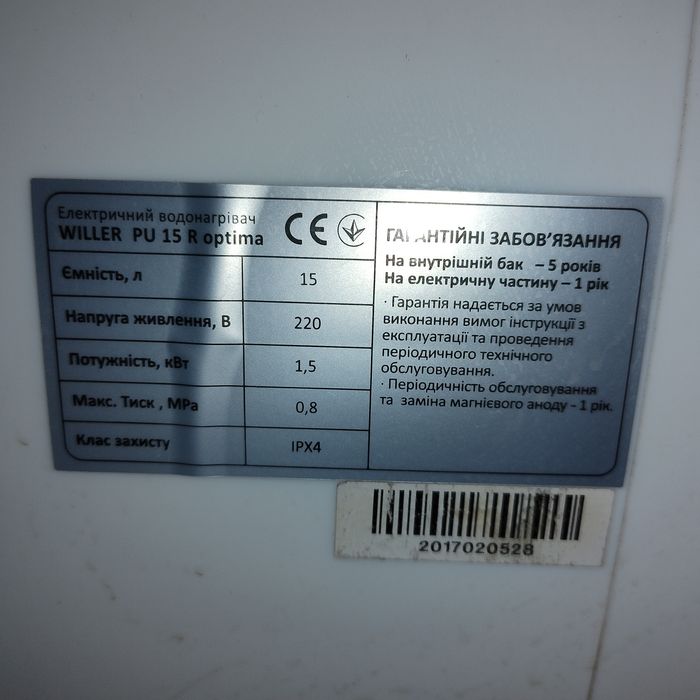 Електричний водонагрівач
WILLER PU 15 R optima
CE
Ємність, л 15
Напруга живлення, В 220
Потужність, кВт 1,5
Макс. Тиск , МРа 0,8
Клас захисту IPX4
ГАРАНТІЙНІ ЗАБОВ'ЯЗАННЯ
На внутрішній бак – 5 років
На електричну частину – 1 рік
· Гарантія надається за умов
виконання вимог інструкції з
експлуатації та проведення
періодичного технічного
обслуговування.
· Періодичність обслуговування
та заміна магнієвого аноду - 1 рік.
2017020528